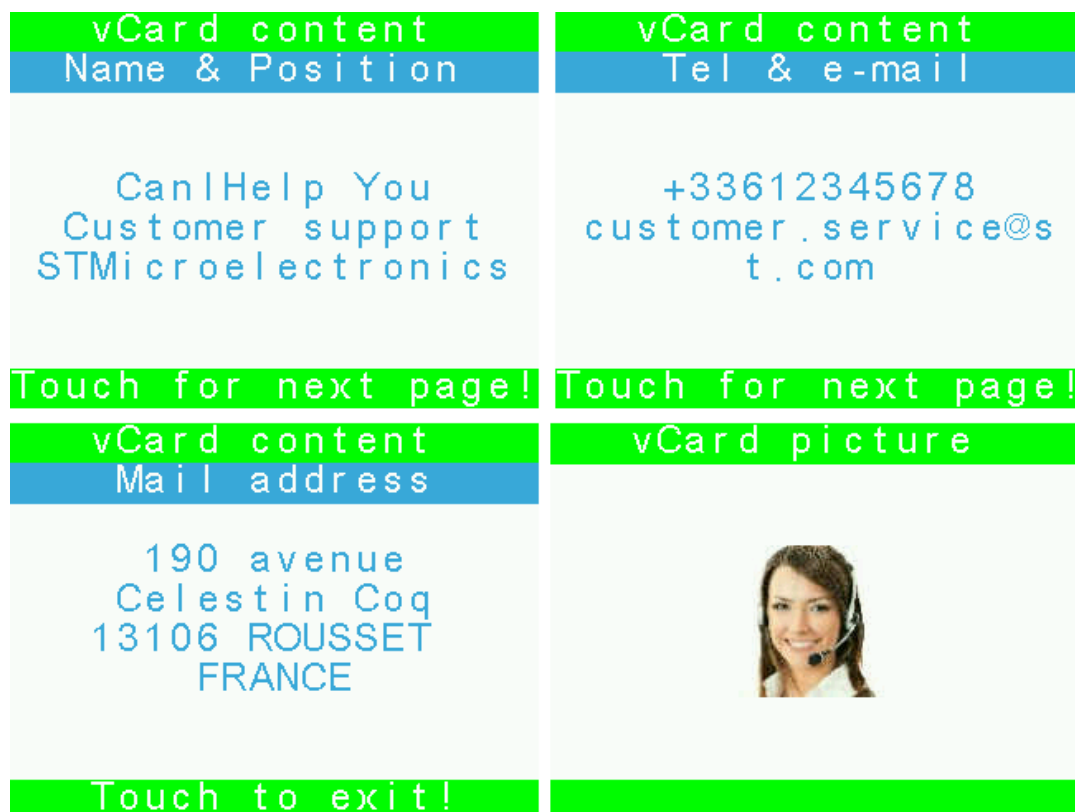 vCard content
Name & Position
CanIHelp You
Customer support
STMicroelectronics
Touch for next page!
vCard content
Tel & e-mail
+33612345678
customer.service@s
t.com
Touch for next page!
vCard content
Mail address
190 avenue
Celestin Coq
13106 ROUSSET
FRANCE
Touch to exit!
vCard picture